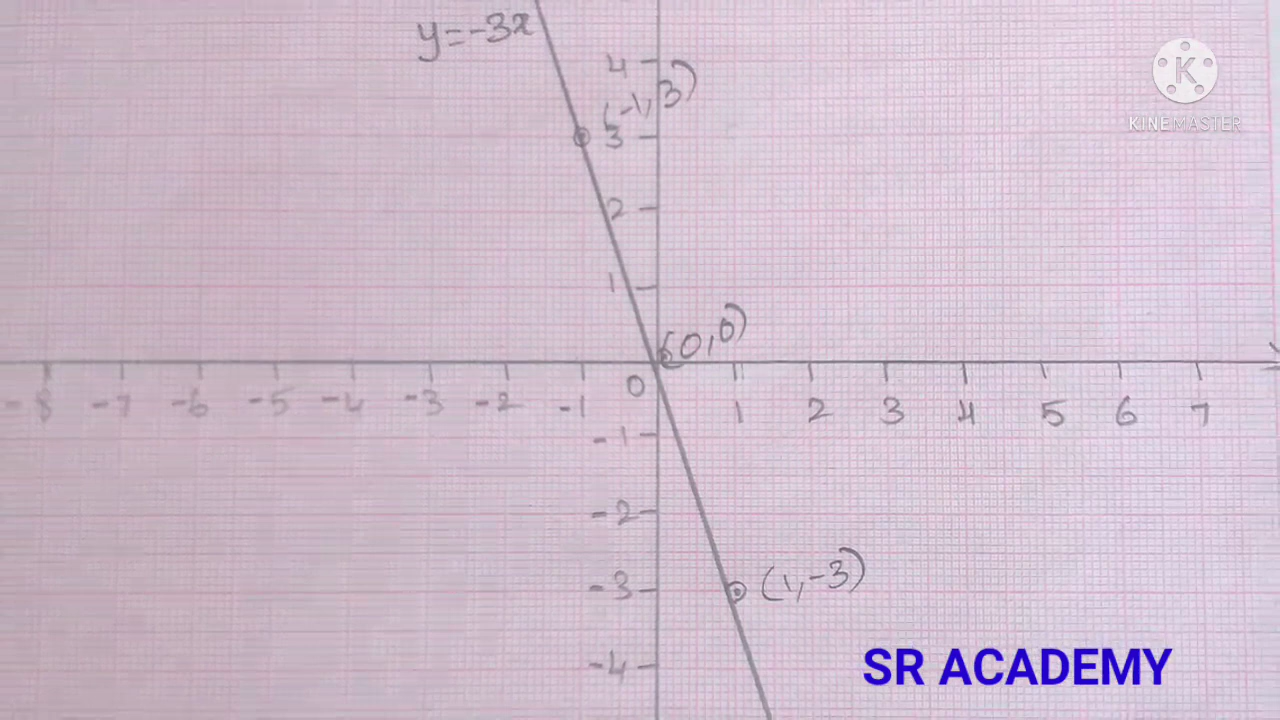 y=-3x
4
(-1,3)
3
2
1
(0,0)
0
-8 -7 -6 -5 -4 -3 -2 -1 1 2 3 4 5 6 7
-1
-2
-3 (1,-3)
-4
K
KINEMASTER
SR ACADEMY